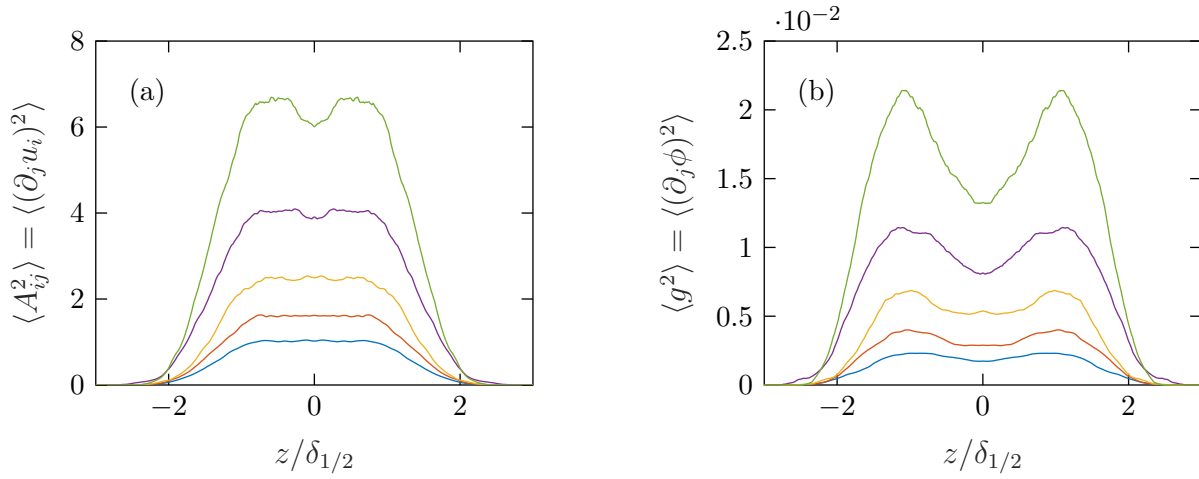 (a)
⟨A²ᵢⱼ⟩ = ⟨(∂ⱼuᵢ)²⟩
8
6
4
2
0
−2 0 2
z/δ₁/₂
(b)
·10⁻²
⟨g²⟩ = ⟨(∂ⱼϕ)²⟩
2.5
2
1.5
1
0.5
0
−2 0 2
z/δ₁/₂